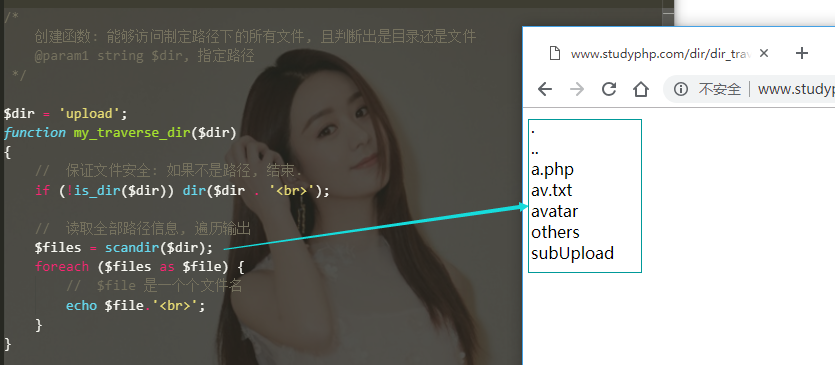 /*
创建函数: 能够访问制定路径下的所有文件, 且判断出是目录还是文件
@param1 string $dir, 指定路径
*/
$dir = 'upload';
function my_traverse_dir($dir)
{
//  保证文件安全: 如果不是路径, 结束.
if (!is_dir($dir)) dir($dir . '<br>');
//  读取全部路径信息, 遍历输出
$files = scandir($dir);
foreach ($files as $file) {
//  $file 是一个个文件名
echo $file.'<br>';
}
}
www.studyphp.com/dir/dir_trav
不安全 | www.studyph
.
..
a.php
av.txt
avatar
others
subUpload